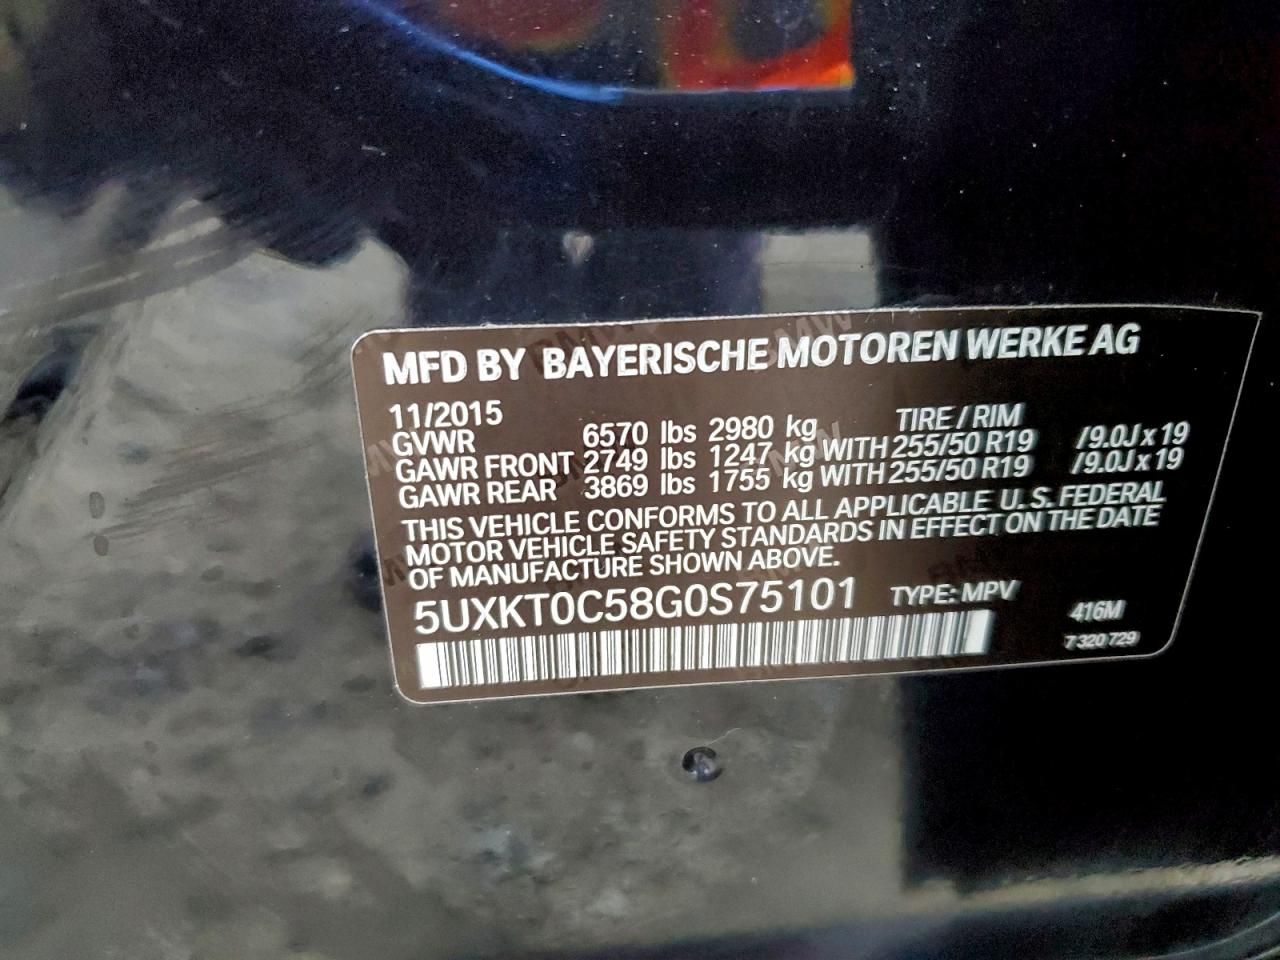 MFD BY BAYERISCHE MOTOREN WERKE AG
11/2015 TIRE / RIM
GVWR 6570 lbs 2980 kg
GAWR FRONT 2749 lbs 1247 kg WITH 255/50 R19 /9.0J x 19
GAWR REAR 3869 lbs 1755 kg WITH 255/50 R19 /9.0J x 19
THIS VEHICLE CONFORMS TO ALL APPLICABLE U.S. FEDERAL
MOTOR VEHICLE SAFETY STANDARDS IN EFFECT ON THE DATE
OF MANUFACTURE SHOWN ABOVE.
5UXKT0C58G0S75101 TYPE: MPV
416M
7 320 729